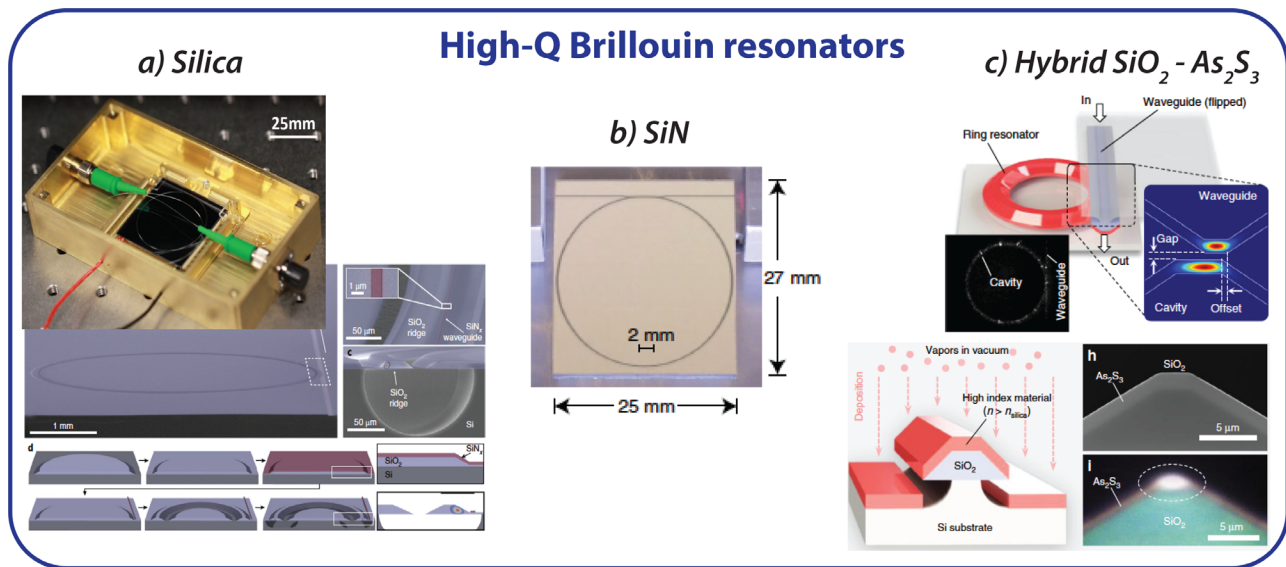 High-Q Brillouin resonators
a) Silica
25mm
1 mm
1 μm
50 μm
SiO₂
ridge
SiNₓ
waveguide
c
SiO₂
ridge
50 μm
Si
d
SiNₓ
SiO₂
Si
b) SiN
27 mm
2 mm
25 mm
c) Hybrid SiO₂ - As₂S₃
In
Waveguide (flipped)
Ring resonator
Out
Cavity
Waveguide
Waveguide
Gap
Cavity
Offset
Vapors in vacuum
Deposition
High index material
(n > nsilica)
SiO₂
Si substrate
h
SiO₂
As₂S₃
5 μm
i
As₂S₃
SiO₂
5 μm